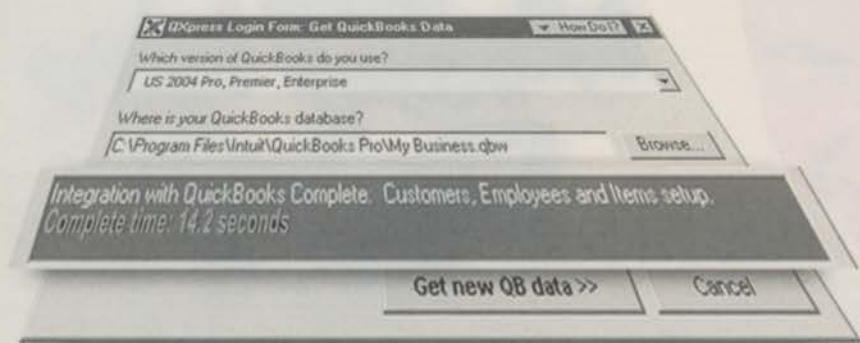 QXpress Login Form: Get QuickBooks Data
How Do I?
Which version of QuickBooks do you use?
US 2004 Pro, Premier, Enterprise
Where is your QuickBooks database?
C:\Program Files\Intuit\QuickBooks Pro\My Business.qbw
Browse...
Integration with QuickBooks Complete. Customers, Employees and Items setup.
Complete time: 14.2 seconds
Get new QB data >>
Cancel